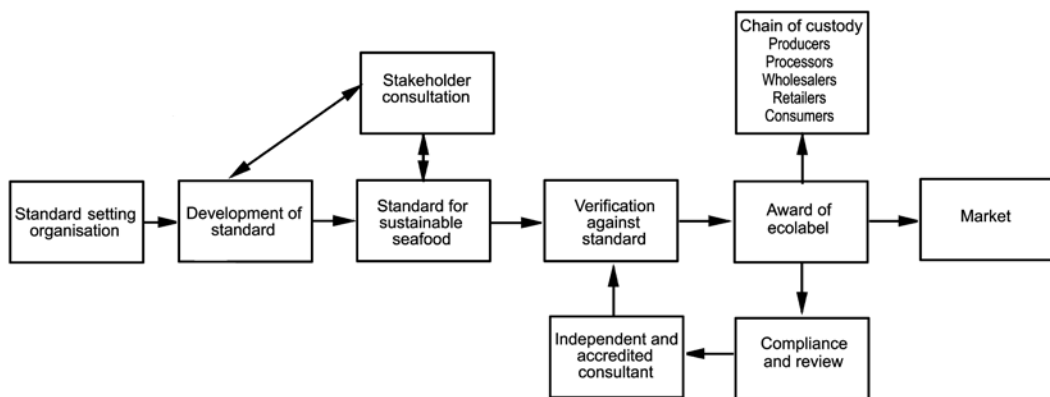 Chain of custody
Producers
Processors
Wholesalers
Retailers
Consumers
Stakeholder
consultation
Standard setting
organisation
Development of
standard
Standard for
sustainable
seafood
Verification
against
standard
Award of
ecolabel
Market
Independent and
accredited
consultant
Compliance
and review